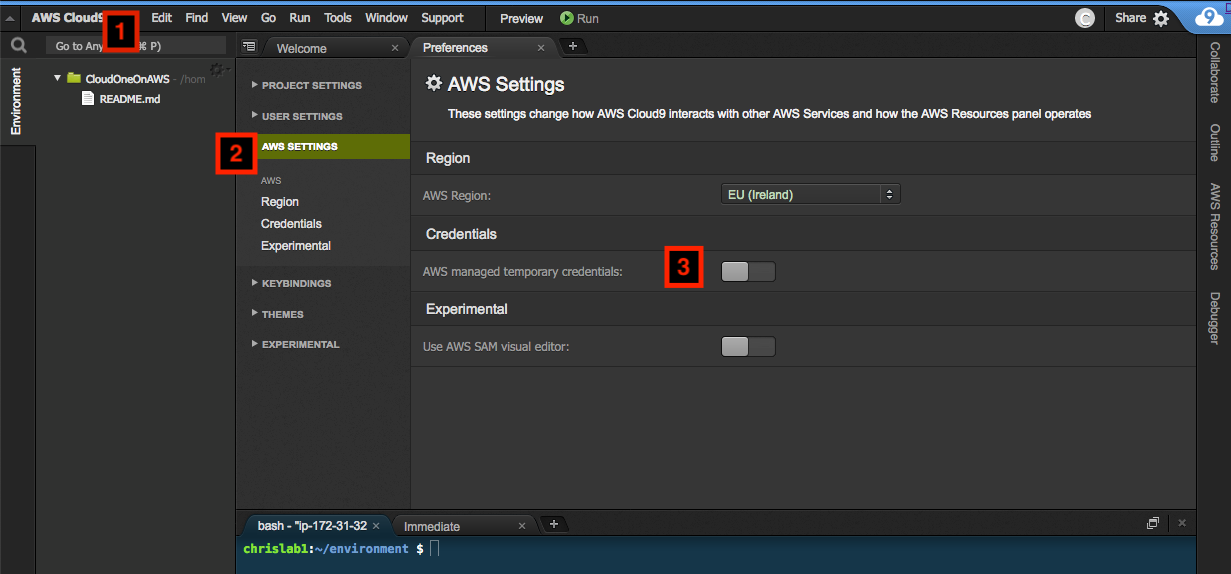 AWS Cloud9 1 Edit Find View Go Run Tools Window Support Preview Run C Share 9
Go to Any ⌘ P)
Welcome × Preferences × +
Environment
CloudOneOnAWS - /hom
README.md
PROJECT SETTINGS
USER SETTINGS
2 AWS SETTINGS
AWS
Region
Credentials
Experimental
KEYBINDINGS
THEMES
EXPERIMENTAL
AWS Settings
These settings change how AWS Cloud9 interacts with other AWS Services and how the AWS Resources panel operates
Region
AWS Region: EU (Ireland)
Credentials
AWS managed temporary credentials: 3
Experimental
Use AWS SAM visual editor:
Collaborate
Outline
AWS Resources
Debugger
bash - "ip-172-31-32 × Immediate × +
chrislab1:~/environment $